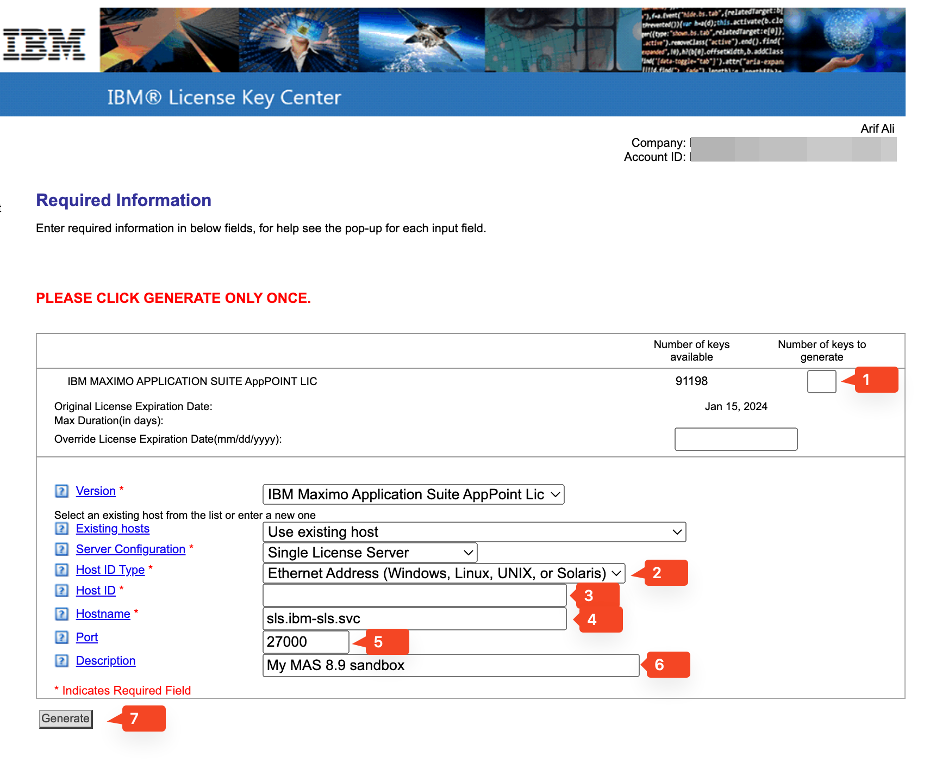 IBM
IBM® License Key Center
Arif Ali
Company:
Account ID:
Required Information
Enter required information in below fields, for help see the pop-up for each input field.
PLEASE CLICK GENERATE ONLY ONCE.
Number of keys available
Number of keys to generate
IBM MAXIMO APPLICATION SUITE AppPOINT LIC 91198 1
Original License Expiration Date: Jan 15, 2024
Max Duration(in days):
Override License Expiration Date(mm/dd/yyyy):
? Version * IBM Maximo Application Suite AppPoint Lic
Select an existing host from the list or enter a new one
? Existing hosts Use existing host
? Server Configuration * Single License Server
? Host ID Type * Ethernet Address (Windows, Linux, UNIX, or Solaris) 2
? Host ID * 3
? Hostname * sls.ibm-sls.svc 4
? Port 27000 5
? Description My MAS 8.9 sandbox 6
* Indicates Required Field
Generate 7